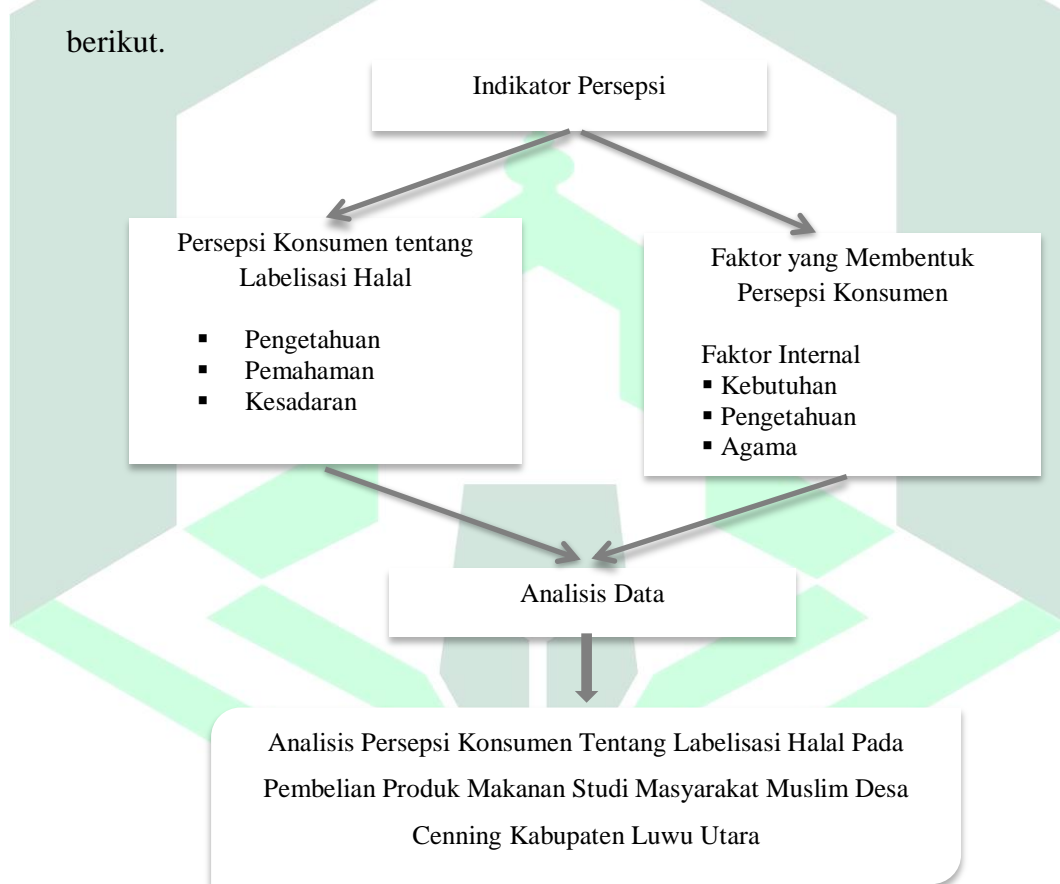 berikut.
Indikator Persepsi
Persepsi Konsumen tentang
Labelisasi Halal
▪ Pengetahuan
▪ Pemahaman
▪ Kesadaran
Faktor yang Membentuk
Persepsi Konsumen
Faktor Internal
▪ Kebutuhan
▪ Pengetahuan
▪ Agama
Analisis Data
Analisis Persepsi Konsumen Tentang Labelisasi Halal Pada
Pembelian Produk Makanan Studi Masyarakat Muslim Desa
Cenning Kabupaten Luwu Utara